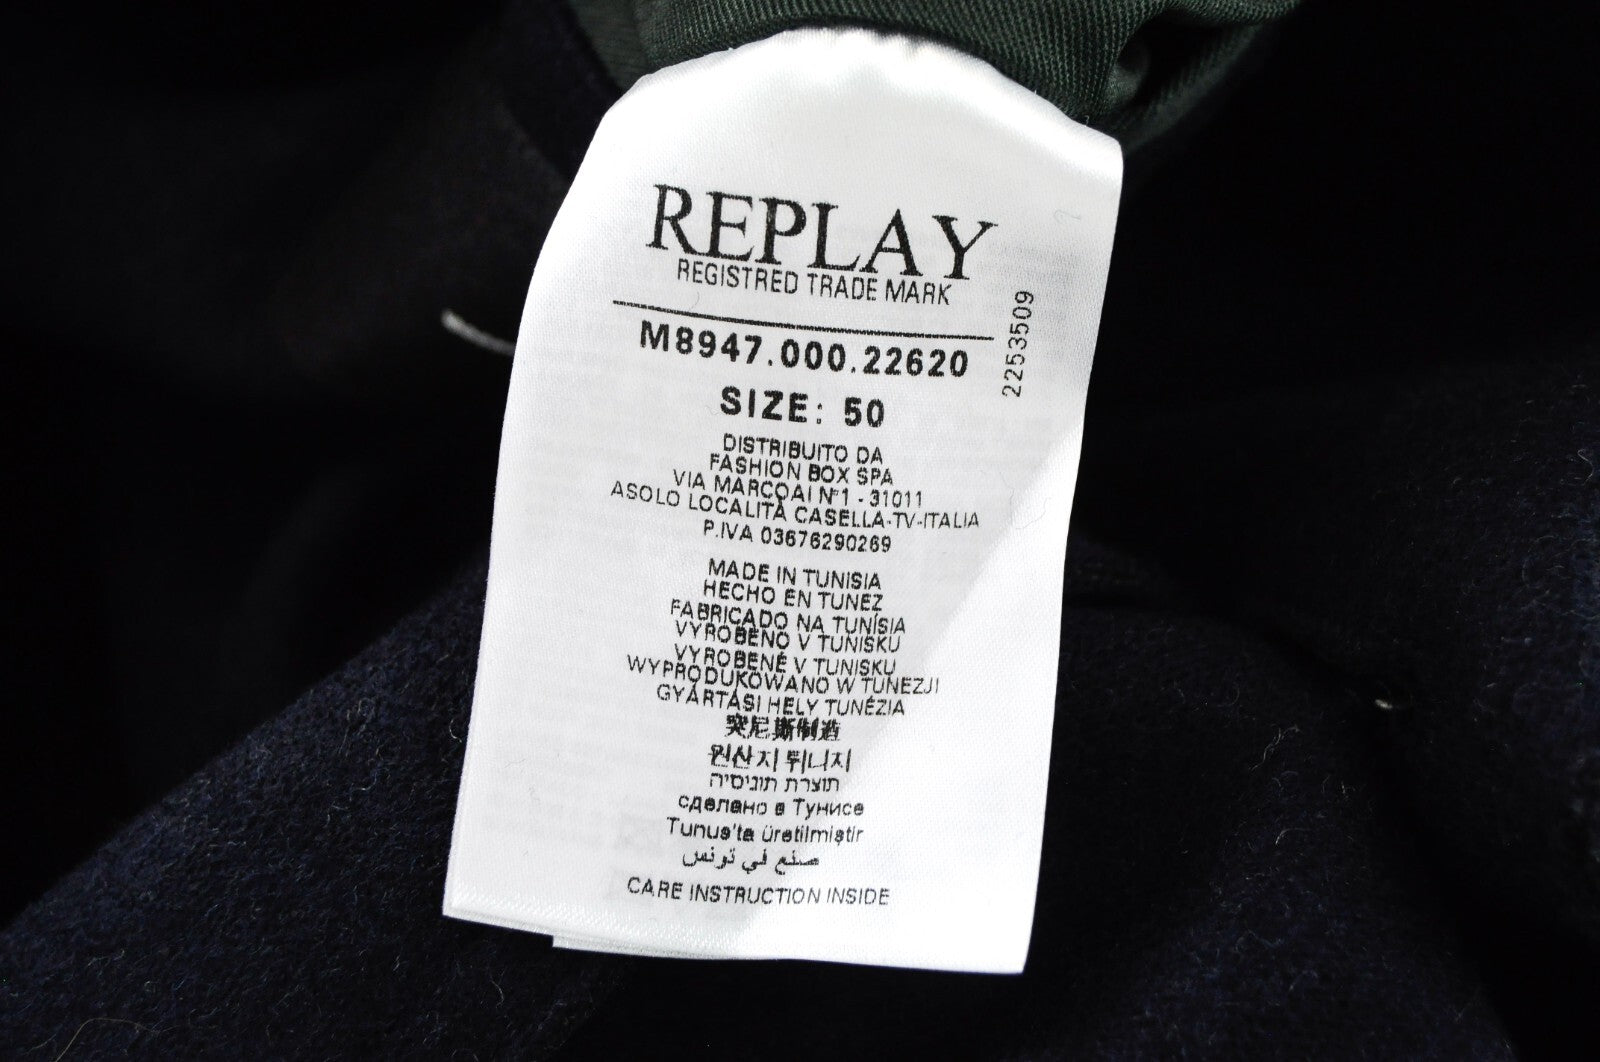 REPLAY
REGISTRED TRADE MARK
M8947.000.22620
2253509
SIZE: 50
DISTRIBUITO DA
FASHION BOX SPA
VIA MARCOAI N°1 - 31011
ASOLO LOCALITÀ CASELLA-TV-ITALIA
P.IVA 03676290269
MADE IN TUNISIA
HECHO EN TUNEZ
FABRICADO NA TUNÍSIA
VYROBENO V TUNISKU
VYROBENÉ V TUNISKU
WYPRODUKOWANO W TUNEZJI
GYÁRTÁSI HELY TUNÉZIA
突尼斯制造
원산지 튀니지
תוצרת תוניסיה
сделано в Тунисе
Tunus'ta üretilmiştir
صنع في تونس
CARE INSTRUCTION INSIDE